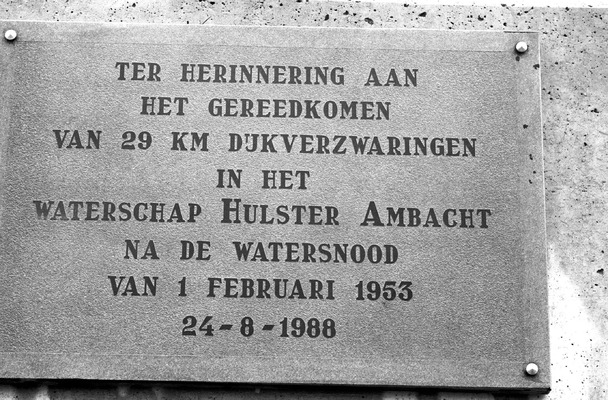 TER HERINNERING AAN
HET GEREEDKOMEN
VAN 29 KM DIJKVERZWARINGEN
IN HET
WATERSCHAP HULSTER AMBACHT
NA DE WATERSNOOD
VAN 1 FEBRUARI 1953
24-8-1988